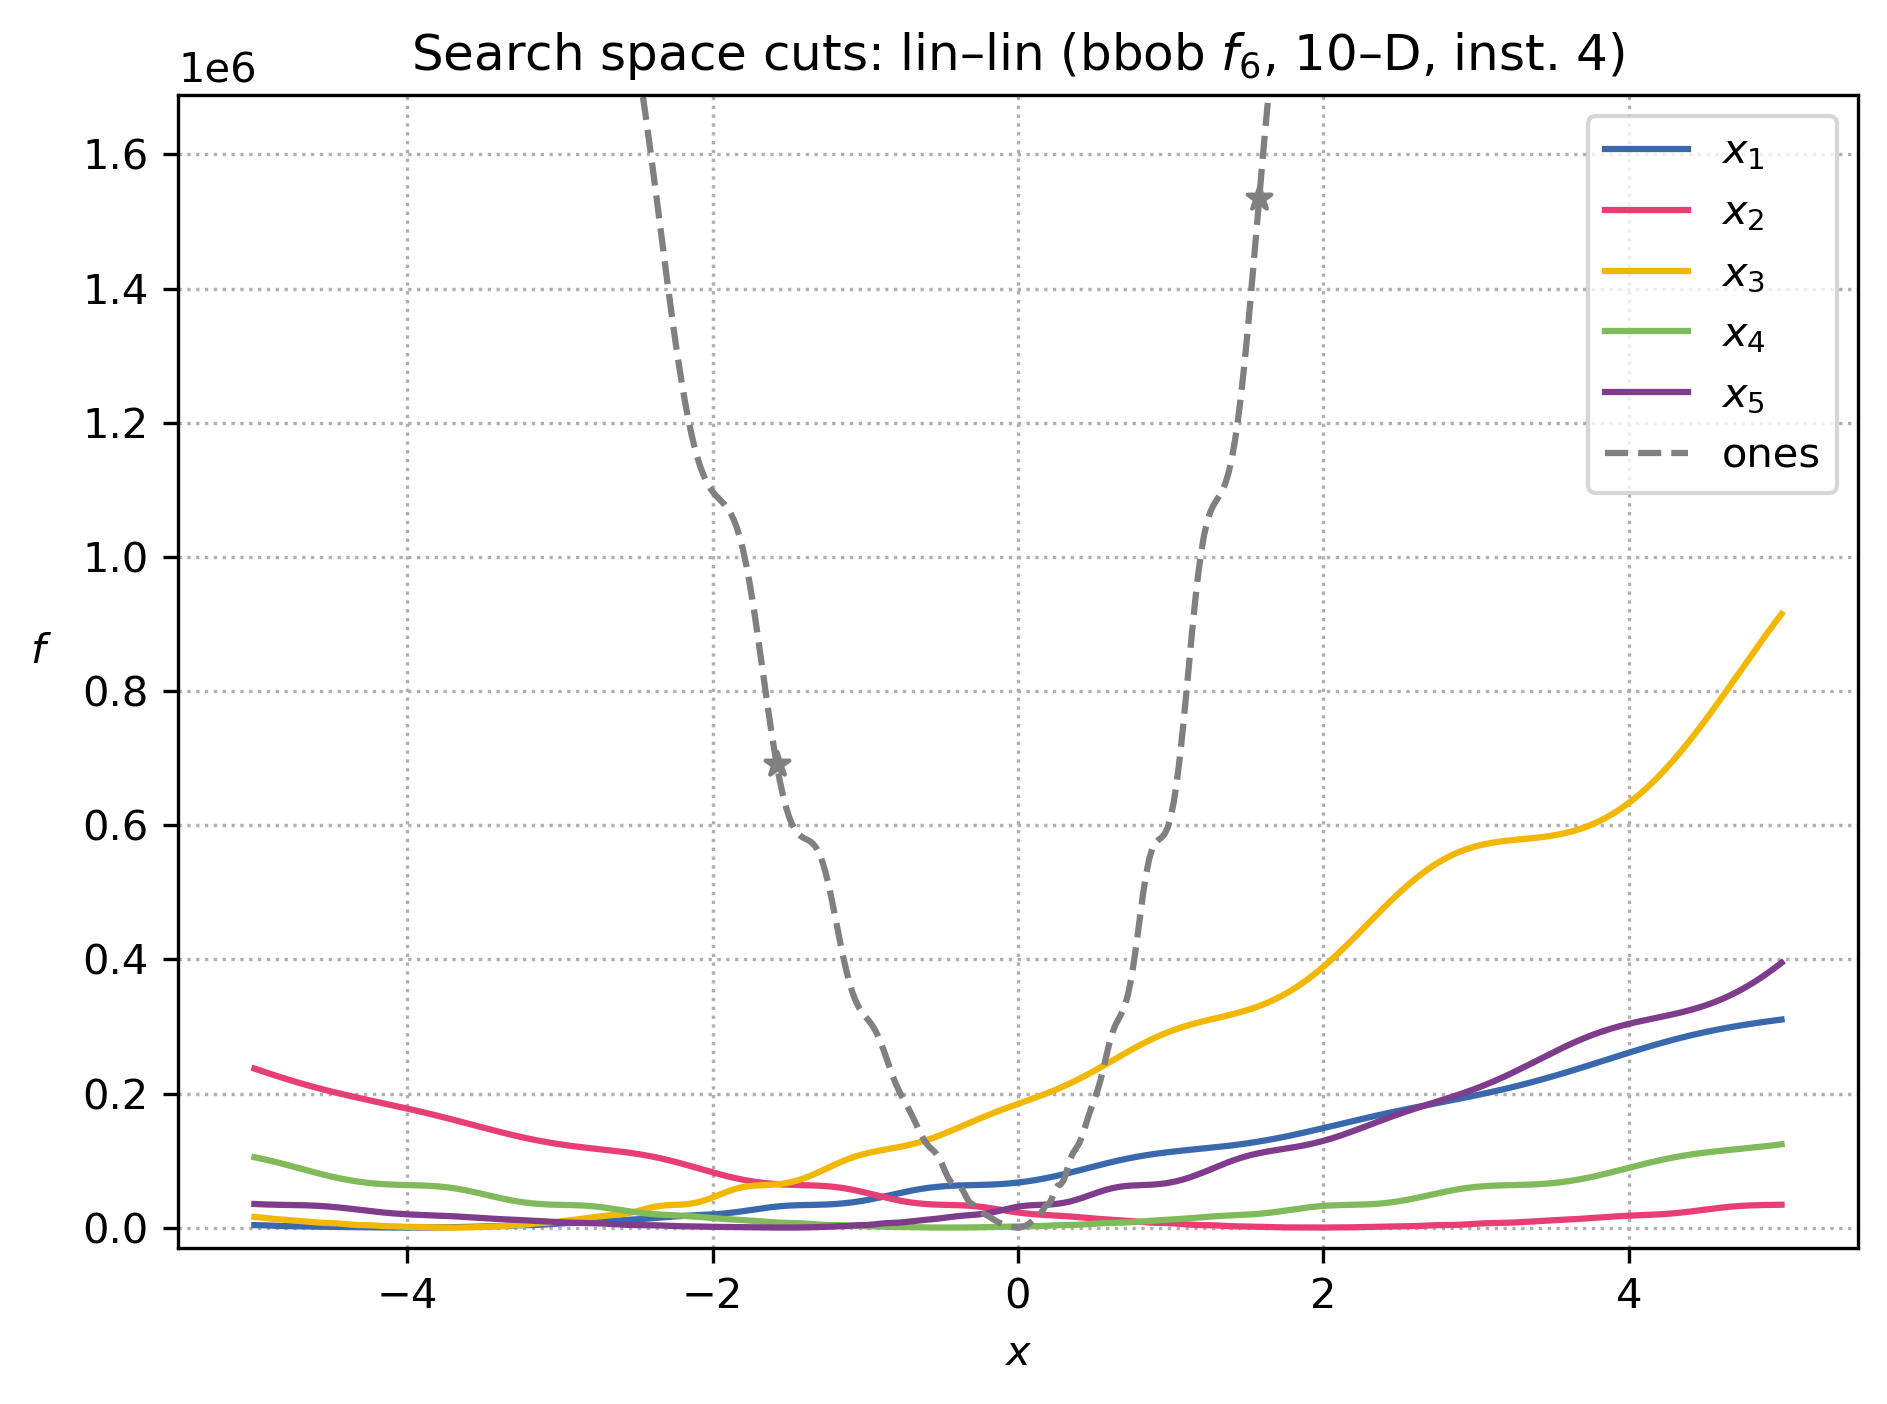 Search space cuts: lin–lin (bbob f₆, 10–D, inst. 4)
1e6
1.6
1.4
1.2
1.0
0.8
0.6
0.4
0.2
0.0
f
x₁
x₂
x₃
x₄
x₅
ones
−4
−2
0
2
4
x